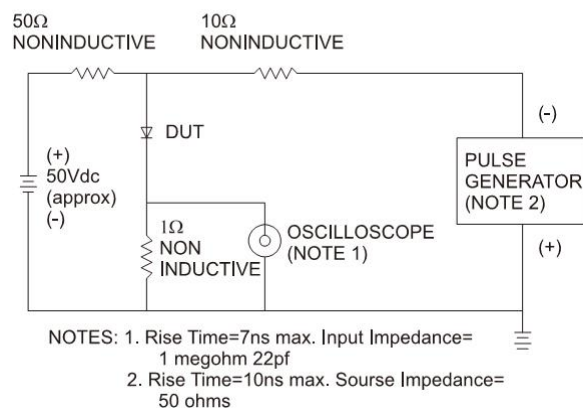 50Ω
NONINDUCTIVE
10Ω
NONINDUCTIVE
DUT
(+)
50Vdc
(approx)
(-)
1Ω
NON
INDUCTIVE
OSCILLOSCOPE
(NOTE 1)
(-)
PULSE
GENERATOR
(NOTE 2)
(+)
NOTES: 1. Rise Time=7ns max. Input Impedance=
1 megohm 22pf
2. Rise Time=10ns max. Sourse Impedance=
50 ohms